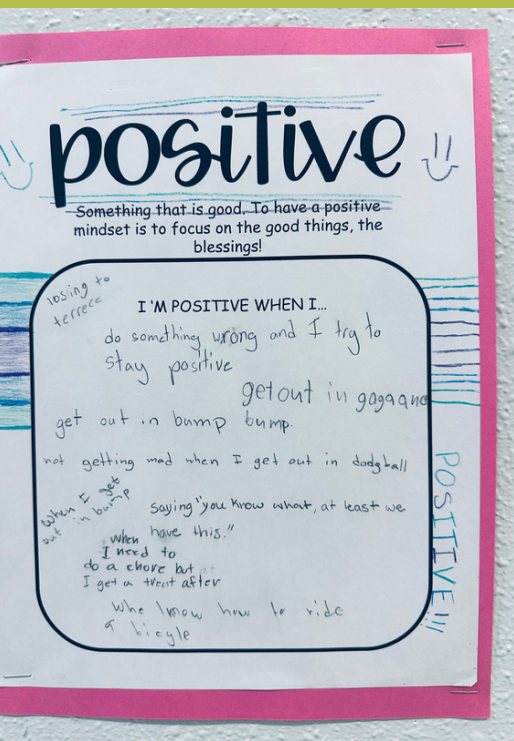 positive
Something that is good. To have a positive
mindset is to focus on the good things, the
blessings!
losing to
terrece
I'M POSITIVE WHEN I...
do something wrong and I try to
stay positive
get out in gaga and
get out in bump bump.
not getting mad when I get out in dodgball
When I get
out in bump
Saying "you know what, at least we
have this."
when
I need to
do a chore but
I get a treat after
Whe I know how to ride
a bicycle
POSITIVE!!!